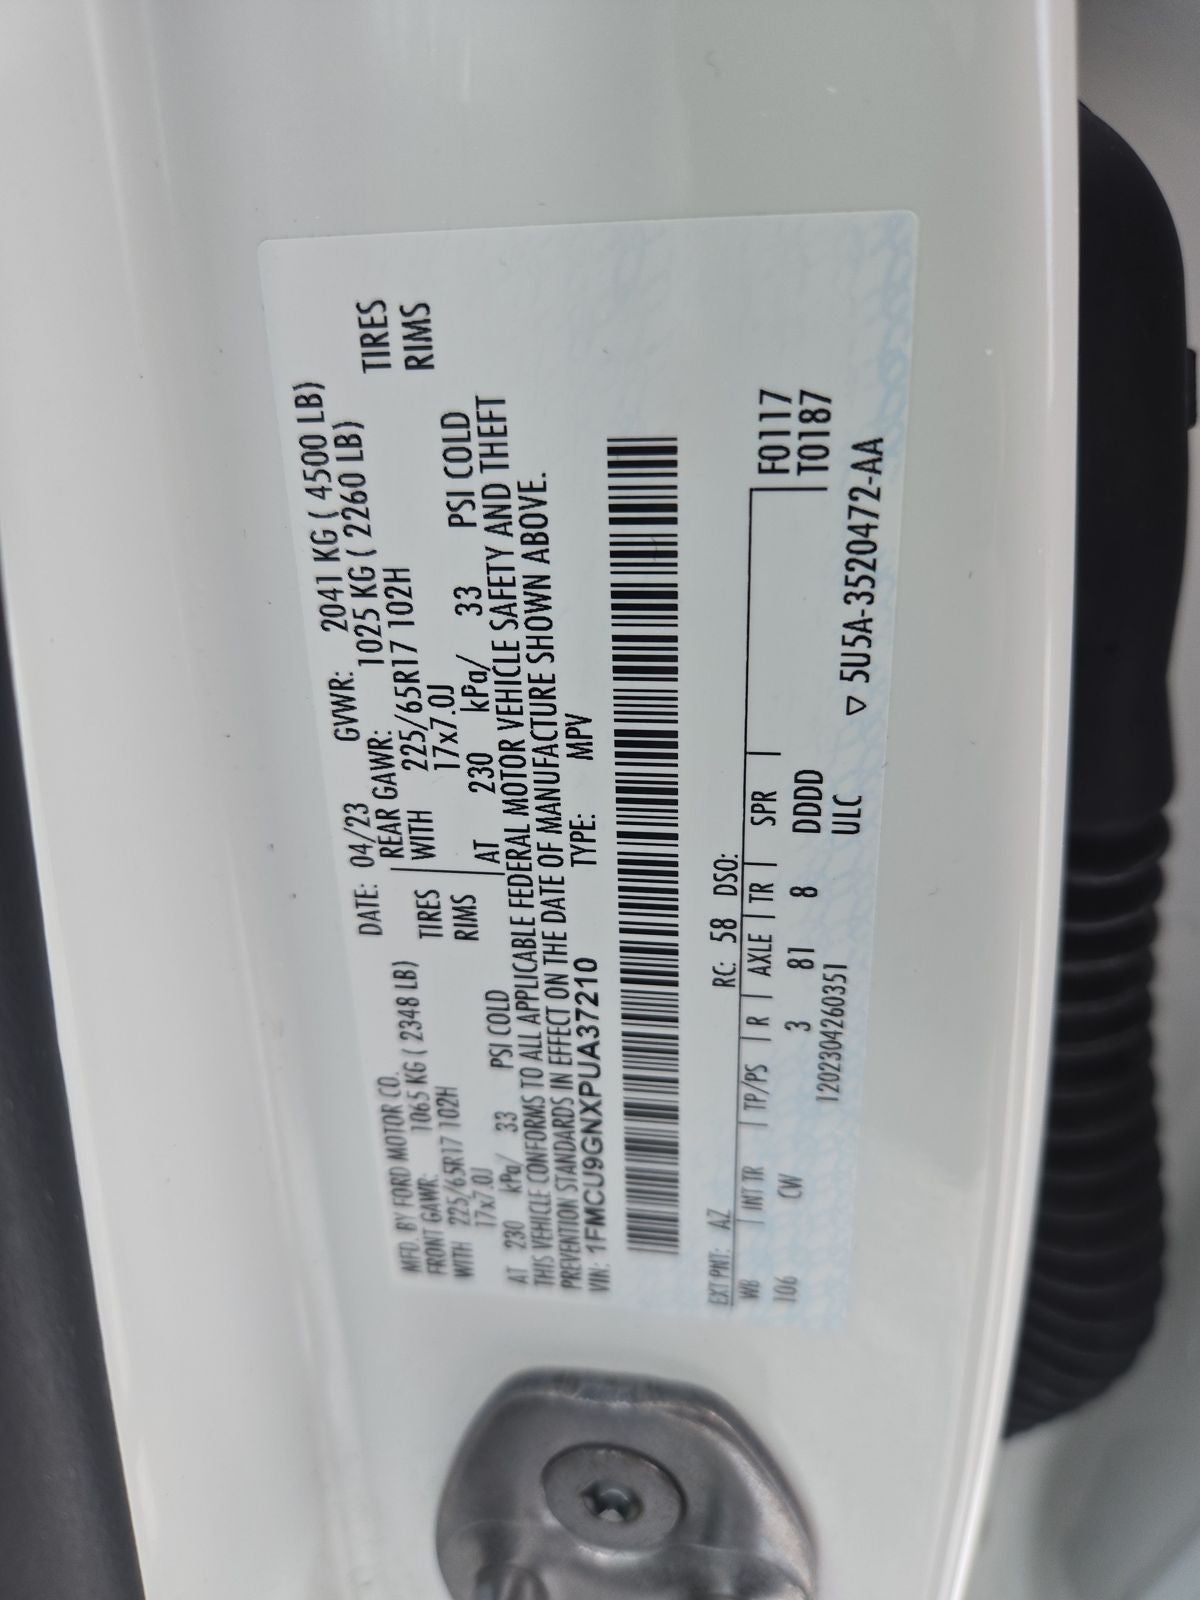 MFD. BY FORD MOTOR CO.
DATE: 04/23 GVWR: 2041 KG ( 4500 LB)
FRONT GAWR: 1065 KG ( 2348 LB) REAR GAWR: 1025 KG ( 2260 LB)
WITH 225/65R17 102H TIRES WITH 225/65R17 102H TIRES
17x7.0J RIMS 17x7.0J RIMS
AT 230 kPa/ 33 PSI COLD AT 230 kPa/ 33 PSI COLD
THIS VEHICLE CONFORMS TO ALL APPLICABLE FEDERAL MOTOR VEHICLE SAFETY AND THEFT
PREVENTION STANDARDS IN EFFECT ON THE DATE OF MANUFACTURE SHOWN ABOVE.
VIN: 1FMCU9GNXPUA37210 TYPE: MPV
EXT PNT: AZ RC: 58 DSO:
WB | INT TR | TP/PS | R | AXLE | TR | SPR | F0117
106 CW 3 81 8 DDDD T0187
1202304260351 ULC ▽ 5U5A-3520472-AA